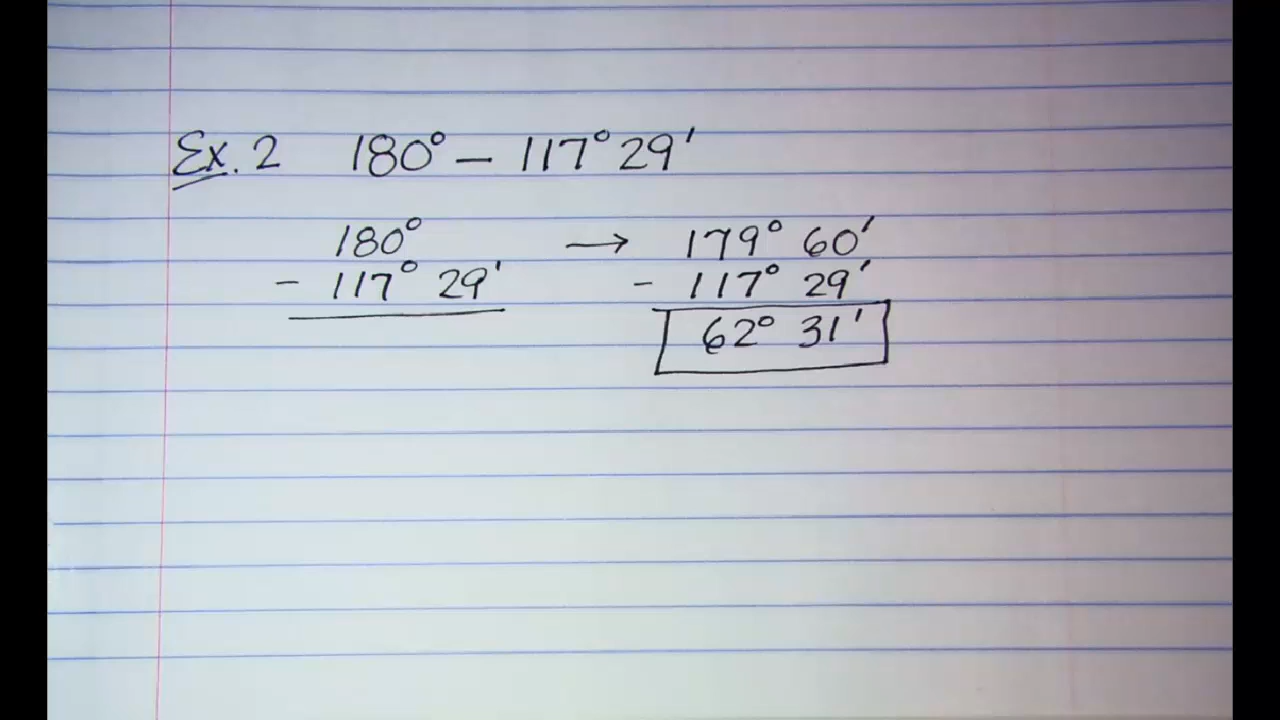 Ex. 2 180° – 117° 29'
180° → 179° 60'
– 117° 29' – 117° 29'
62° 31'